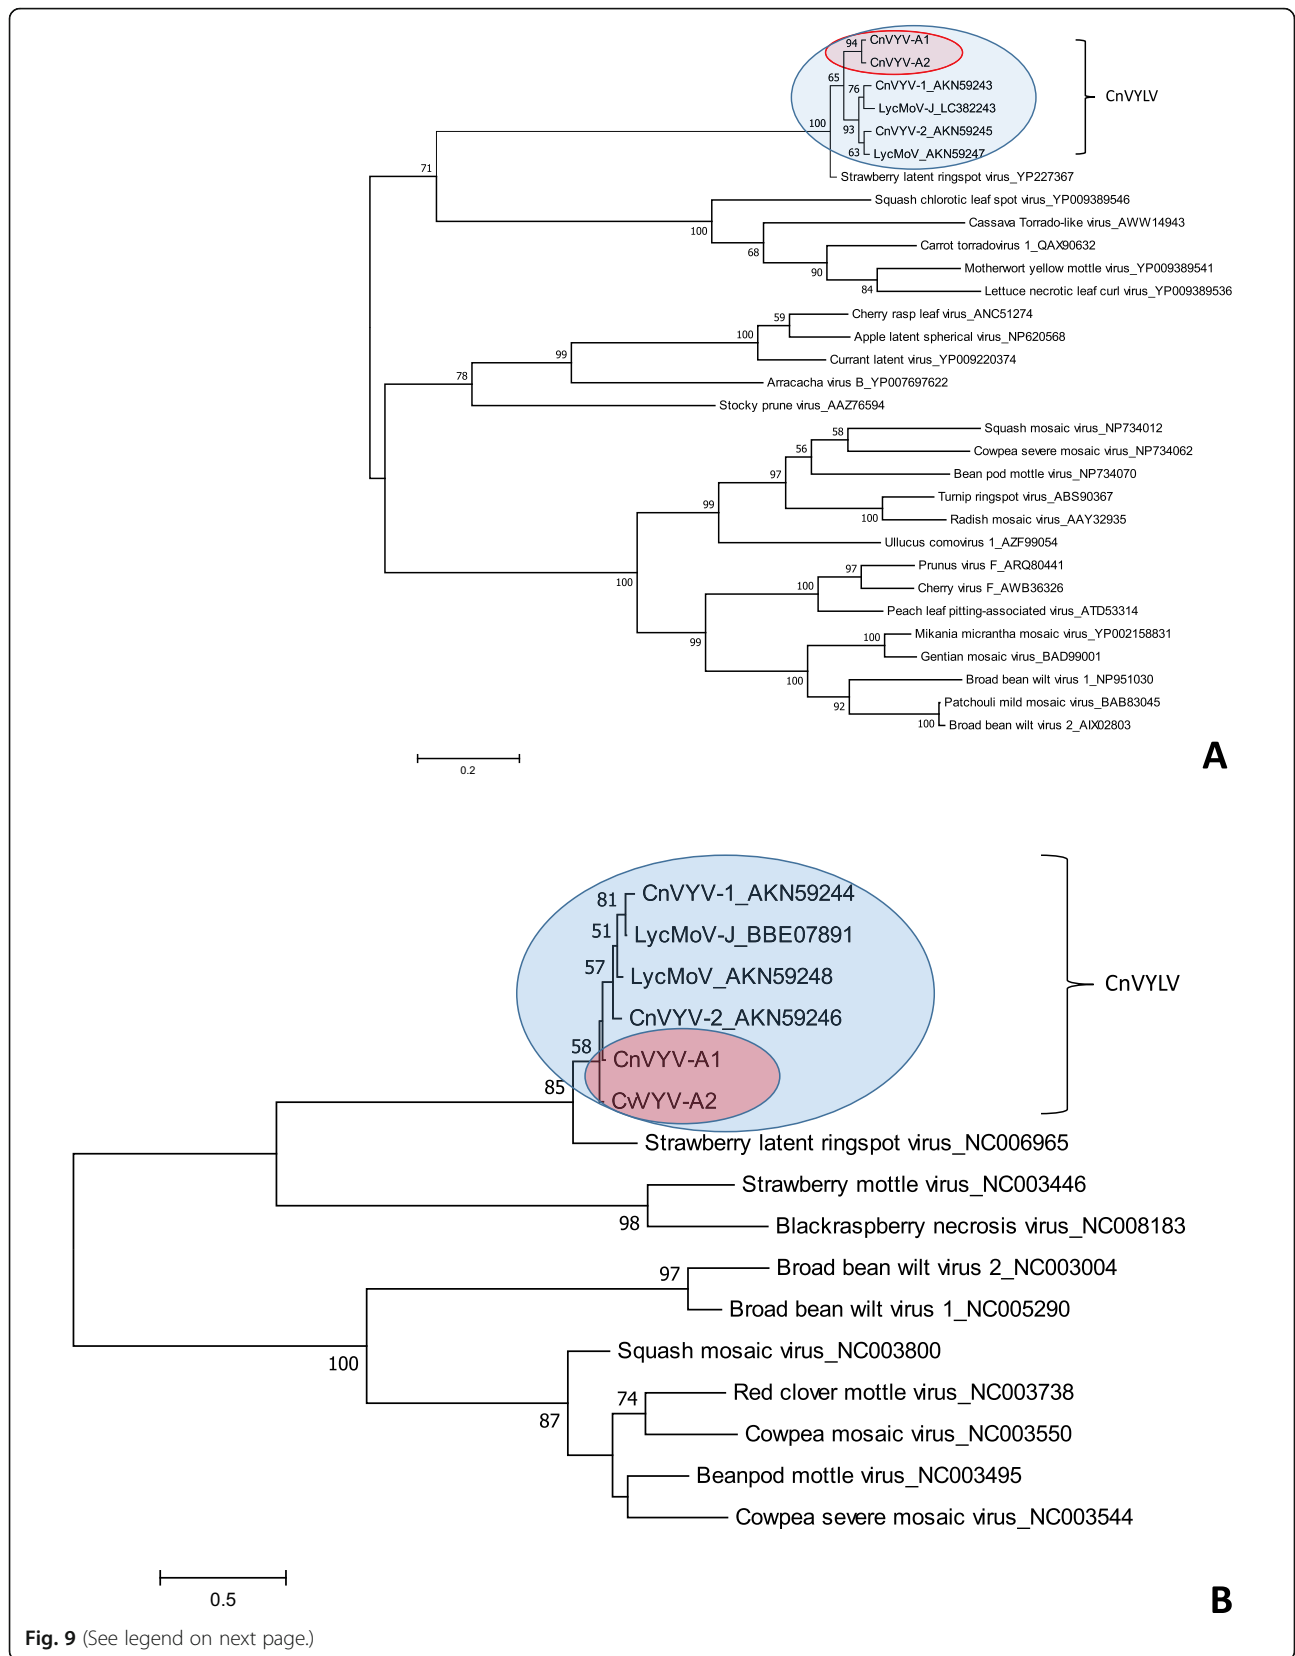 94
CnVYV-A1
CnVYV-A2
65
76
CnVYV-1_AKN59243
CnVYLV
LycMoV-J_LC382243
100
93
CnVYV-2_AKN59245
63
LycMoV_AKN59247
71
Strawberry latent ringspot virus_YP227367
Squash chlorotic leaf spot virus_YP009389546
100
Cassava Torrado-like virus_AWW14943
68
Carrot torradovirus 1_QAX90632
90
Motherwort yellow mottle virus_YP009389541
84
Lettuce necrotic leaf curl virus_YP009389536
59
Cherry rasp leaf virus_ANC51274
100
Apple latent spherical virus_NP620568
99
Currant latent virus_YP009220374
78
Arracacha virus B_YP007697622
Stocky prune virus_AAZ76594
58
Squash mosaic virus_NP734012
56
Cowpea severe mosaic virus_NP734062
97
Bean pod mottle virus_NP734070
99
Turnip ringspot virus_ABS90367
100
Radish mosaic virus_AAY32935
Ullucus comovirus 1_AZF99054
100
97
Prunus virus F_ARQ80441
100
Cherry virus F_AWB36326
Peach leaf pitting-associated virus_ATD53314
99
100
Mikania micrantha mosaic virus_YP002158831
Gentian mosaic virus_BAD99001
100
Broad bean wilt virus 1_NP951030
92
Patchouli mild mosaic virus_BAB83045
100
Broad bean wilt virus 2_AIX02803
0.2
A
81
CnVYV-1_AKN59244
51
LycMoV-J_BBE07891
57
LycMoV_AKN59248
CnVYLV
CnVYV-2_AKN59246
58
CnVYV-A1
85
CvVYV-A2
Strawberry latent ringspot virus_NC006965
Strawberry mottle virus_NC003446
98
Blackraspberry necrosis virus_NC008183
97
Broad bean wilt virus 2_NC003004
Broad bean wilt virus 1_NC005290
100
Squash mosaic virus_NC003800
87
74
Red clover mottle virus_NC003738
Cowpea mosaic virus_NC003550
Beanpod mottle virus_NC003495
Cowpea severe mosaic virus_NC003544
0.5
B
Fig. 9 (See legend on next page.)